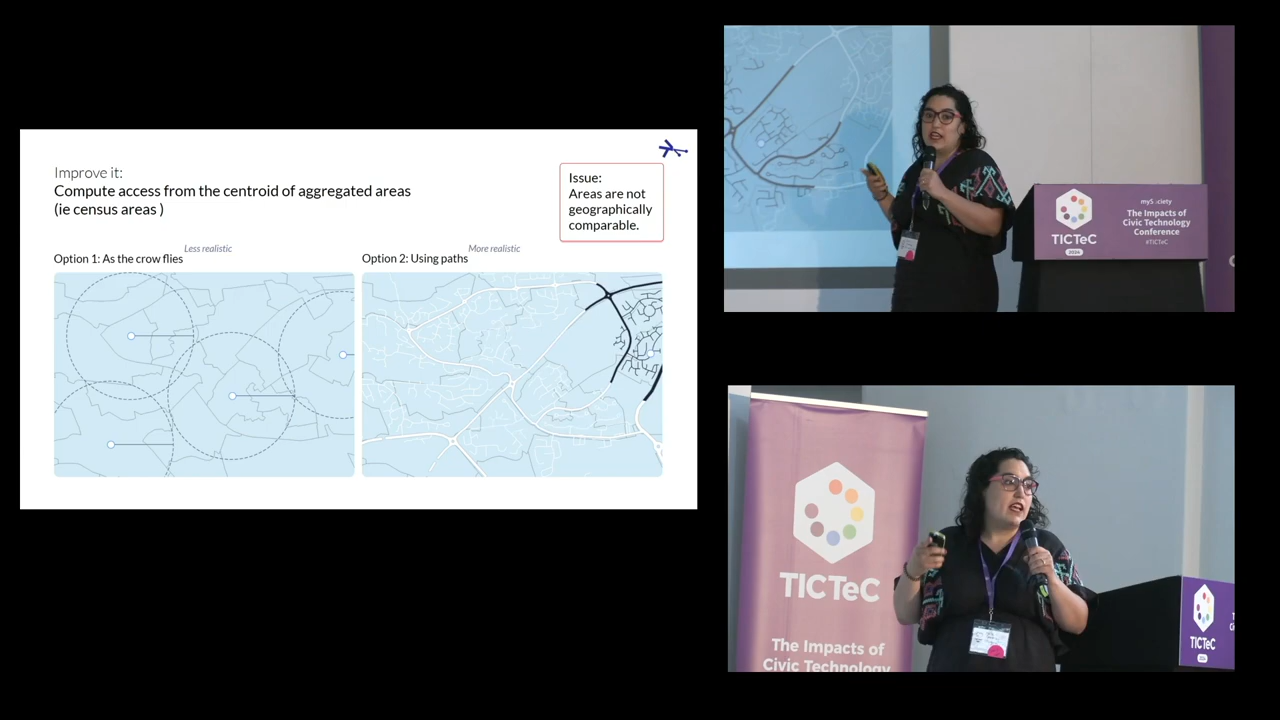 Improve it:
Compute access from the centroid of aggregated areas
(ie census areas )
Issue:
Areas are not
geographically
comparable.
Less realistic
Option 1: As the crow flies
More realistic
Option 2: Using paths
TICTeC
2024
The Impacts of
Civic Technology
Conference
#TICTeC
TICTeC
The Impacts of
Civic Technology
TICTeC